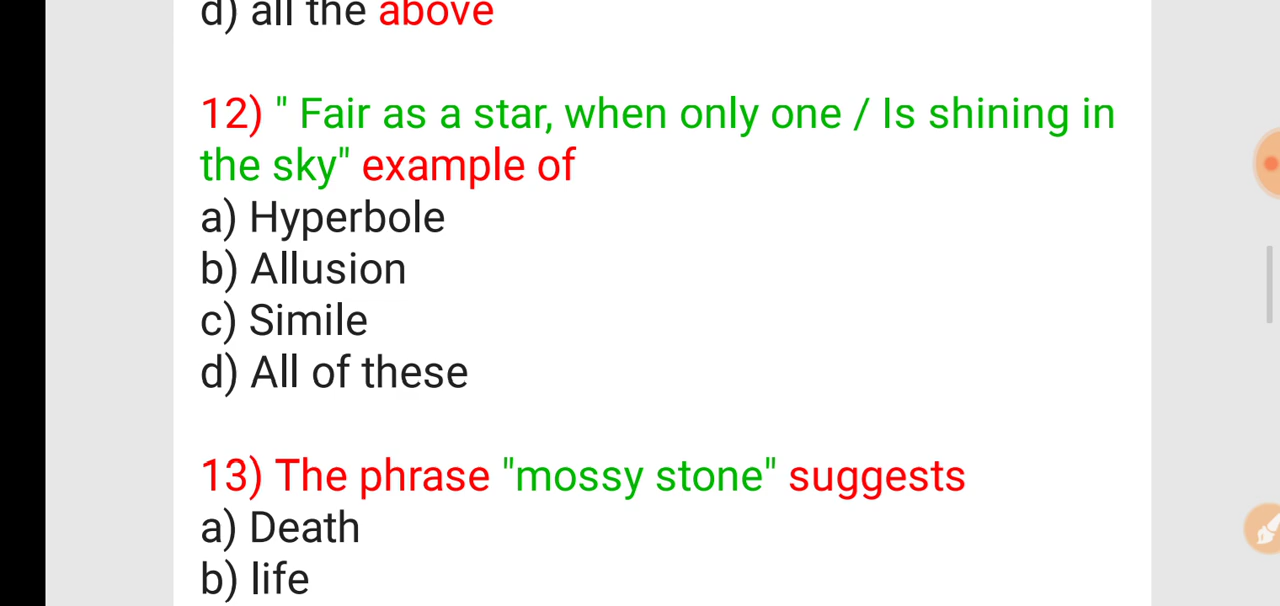 d) all the above
12) " Fair as a star, when only one / Is shining in
the sky" example of
a) Hyperbole
b) Allusion
c) Simile
d) All of these
13) The phrase "mossy stone" suggests
a) Death
b) life